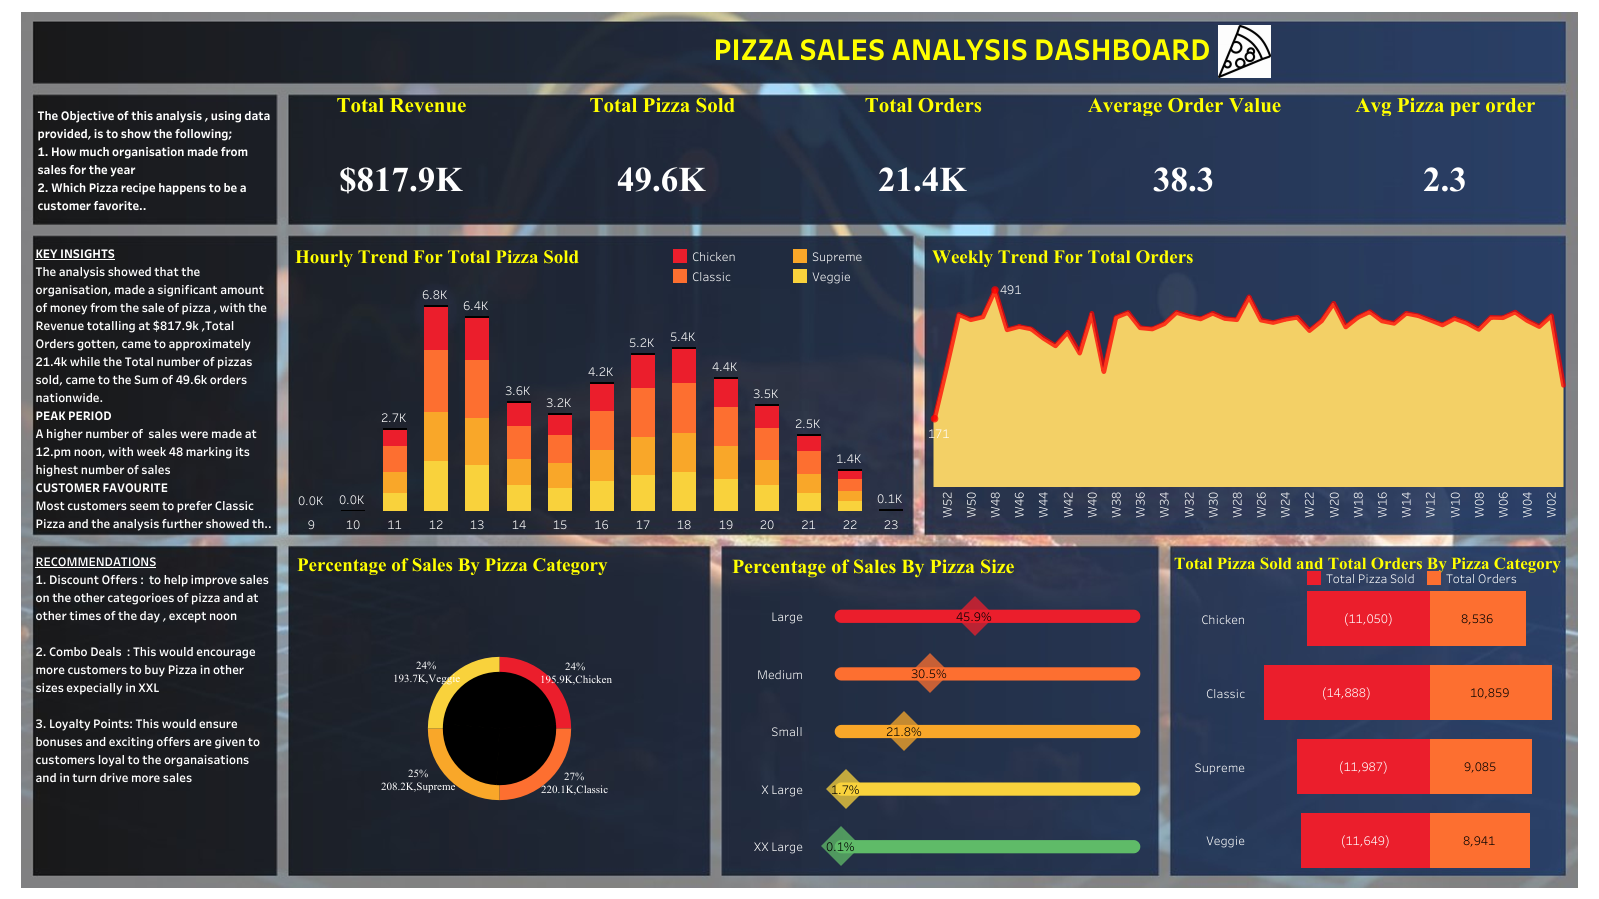 PIZZA SALES ANALYSIS DASHBOARD
The Objective of this analysis , using data
provided, is to show the following;
1. How much organisation made from
sales for the year
2. Which Pizza recipe happens to be a
customer favorite..
Total Revenue
Total Pizza Sold
Total Orders
Average Order Value
Avg Pizza per order
$817.9K
49.6K
21.4K
38.3
2.3
KEY INSIGHTS
The analysis showed that the
organisation, made a significant amount
of money from the sale of pizza , with the
Revenue totalling at $817.9k ,Total
Orders gotten, came to approximately
21.4k while the Total number of pizzas
sold, came to the Sum of 49.6k orders
nationwide.
PEAK PERIOD
A higher number of  sales were made at
12.pm noon, with week 48 marking its
highest number of sales
CUSTOMER FAVOURITE
Most customers seem to prefer Classic
Pizza and the analysis further showed th..
Hourly Trend For Total Pizza Sold
Chicken
Supreme
Classic
Veggie
0.0K
0.0K
2.7K
6.8K
6.4K
3.6K
3.2K
4.2K
5.2K
5.4K
4.4K
3.5K
2.5K
1.4K
0.1K
9 10 11 12 13 14 15 16 17 18 19 20 21 22 23
Weekly Trend For Total Orders
491
171
W52 W50 W48 W46 W44 W42 W40 W38 W36 W34 W32 W30 W28 W26 W24 W22 W20 W18 W16 W14 W12 W10 W08 W06 W04 W02
RECOMMENDATIONS
1. Discount Offers :  to help improve sales
on the other categorioes of pizza and at
other times of the day , except noon
2. Combo Deals  : This would encourage
more customers to buy Pizza in other
sizes expecially in XXL
3. Loyalty Points: This would ensure
bonuses and exciting offers are given to
customers loyal to the organaisations
and in turn drive more sales
Percentage of Sales By Pizza Category
24%
193.7K,Veggie
24%
195.9K,Chicken
25%
208.2K,Supreme
27%
220.1K,Classic
Percentage of Sales By Pizza Size
Large
45.9%
Medium
30.5%
Small
21.8%
X Large
1.7%
XX Large
0.1%
Total Pizza Sold and Total Orders By Pizza Category
Total Pizza Sold
Total Orders
Chicken
(11,050)
8,536
Classic
(14,888)
10,859
Supreme
(11,987)
9,085
Veggie
(11,649)
8,941